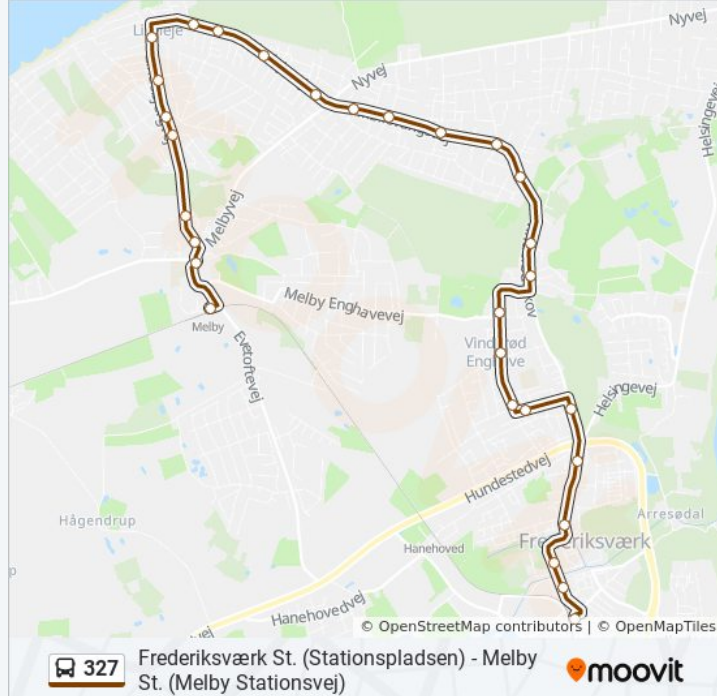 Nyvej
Nyvej
Helsingevej
Melbyvej
Melby Enghavevej
Melby
Evetoftevej
Vinderød
Enghave
Helsingevej
Hundestedvej
Arresødal
Hågendrup
Hanehoved
Frederiksværk
Hanehovedvej
© OpenStreetMap contributors | © OpenMapTiles
327
Frederiksværk St. (Stationspladsen) - Melby
St. (Melby Stationsvej)
moovit